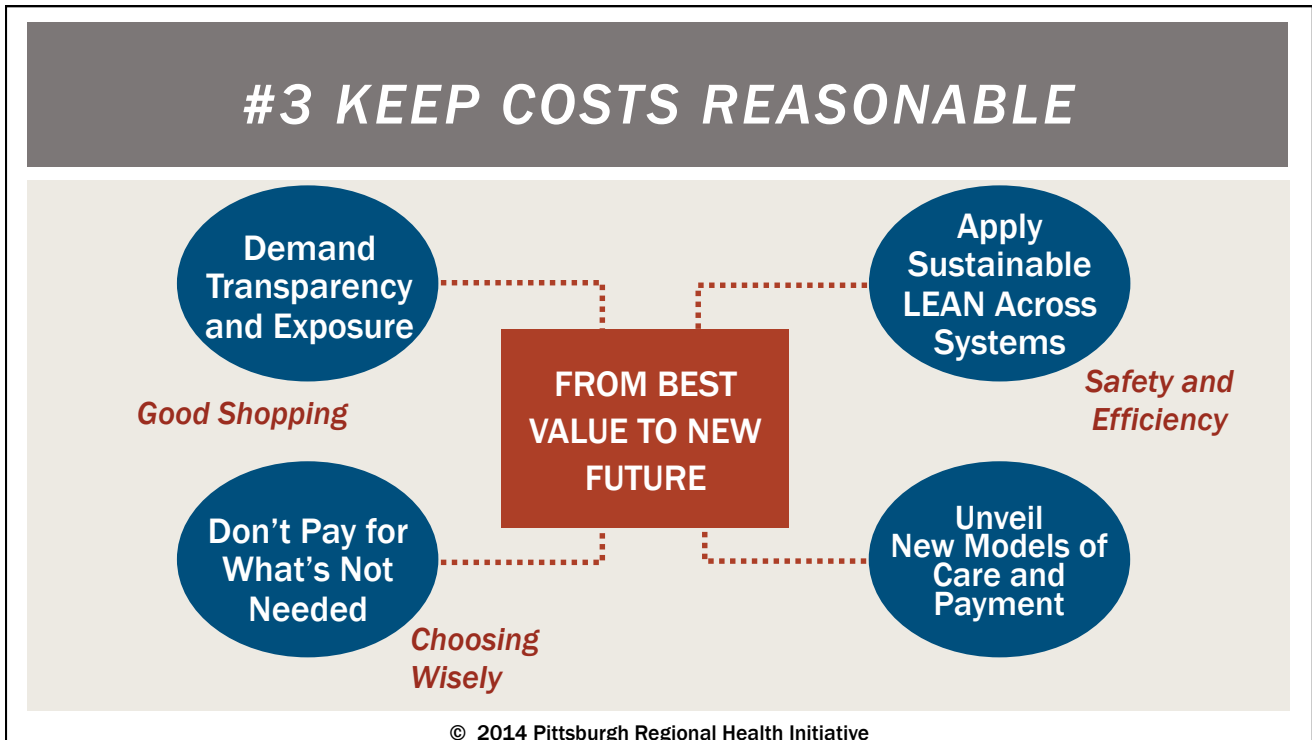 #3 KEEP COSTS REASONABLE
Demand
Transparency
and Exposure
Good Shopping
Apply
Sustainable
LEAN Across
Systems
Safety and
Efficiency
FROM BEST
VALUE TO NEW
FUTURE
Don't Pay for
What's Not
Needed
Choosing
Wisely
Unveil
New Models of
Care and
Payment
© 2014 Pittsburgh Regional Health Initiative